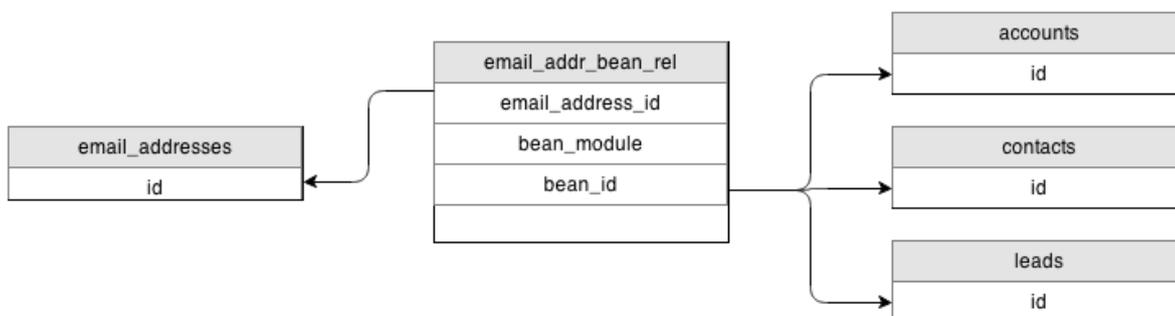 email_addresses
id
email_addr_bean_rel
email_address_id
bean_module
bean_id
accounts
id
contacts
id
leads
id